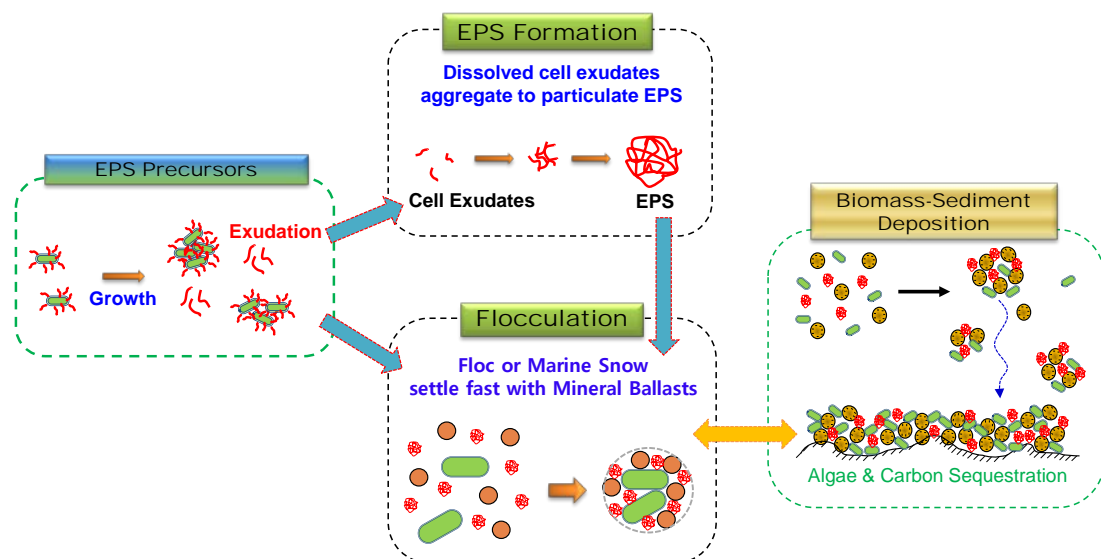 EPS Formation
Dissolved cell exudates
aggregate to particulate EPS
Cell Exudates
EPS
EPS Precursors
Exudation
Growth
Flocculation
Floc or Marine Snow
settle fast with Mineral Ballasts
Biomass-Sediment
Deposition
Algae & Carbon Sequestration